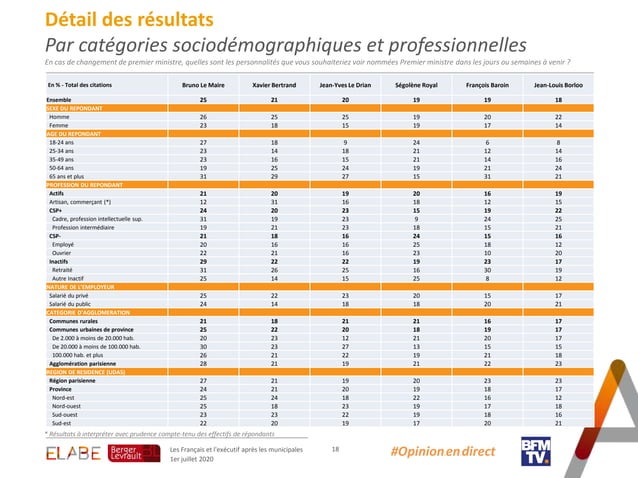 Détail des résultats
Par catégories sociodémographiques et professionnelles
En cas de changement de premier ministre, quelles sont les personnalités que vous souhaiteriez voir nommées Premier ministre dans les jours ou semaines à venir ?
En % - Total des citations Bruno Le Maire Xavier Bertrand Jean-Yves Le Drian Ségolène Royal François Baroin Jean-Louis Borloo
Ensemble 25 21 20 19 19 18
SEXE DU REPONDANT
Homme 26 25 25 19 20 22
Femme 23 18 15 19 17 14
AGE DU REPONDANT
18-24 ans 27 18 9 24 6 8
25-34 ans 23 14 18 21 12 14
35-49 ans 23 16 15 21 14 16
50-64 ans 19 25 24 19 21 24
65 ans et plus 31 29 27 15 31 21
PROFESSION DU REPONDANT
Actifs 21 20 19 20 16 19
Artisan, commerçant (*) 12 31 16 18 12 15
CSP+ 24 20 23 15 19 22
Cadre, profession intellectuelle sup. 31 19 23 9 24 25
Profession intermédiaire 19 21 23 18 15 21
CSP- 21 18 16 24 15 16
Employé 20 16 16 25 18 12
Ouvrier 22 21 16 23 10 20
Inactifs 29 22 22 19 23 17
Retraité 31 26 25 16 30 19
Autre Inactif 25 14 15 25 8 12
NATURE DE L'EMPLOYEUR
Salarié du privé 25 22 23 20 15 17
Salarié du public 24 14 18 18 20 21
CATEGORIE D'AGGLOMERATION
Communes rurales 21 18 21 21 16 17
Communes urbaines de province 25 22 20 18 19 17
De 2.000 à moins de 20.000 hab. 20 23 12 21 20 17
De 20.000 à moins de 100.000 hab. 30 23 27 13 15 15
100.000 hab. et plus 26 21 22 19 21 18
Agglomération parisienne 28 21 19 21 22 23
REGION DE RESIDENCE (UDA5)
Région parisienne 27 21 19 20 23 23
Province 24 21 20 19 18 17
Nord-est 25 24 18 22 16 12
Nord-ouest 25 18 23 19 17 18
Sud-ouest 23 23 22 19 18 16
Sud-est 22 20 19 17 20 21
* Résultats à interpréter avec prudence compte-tenu des effectifs de répondants
ELABE
Berger
Levrault
Les Français et l'exécutif après les municipales
1er juillet 2020
18
#Opinionendirect
BFM
TV.